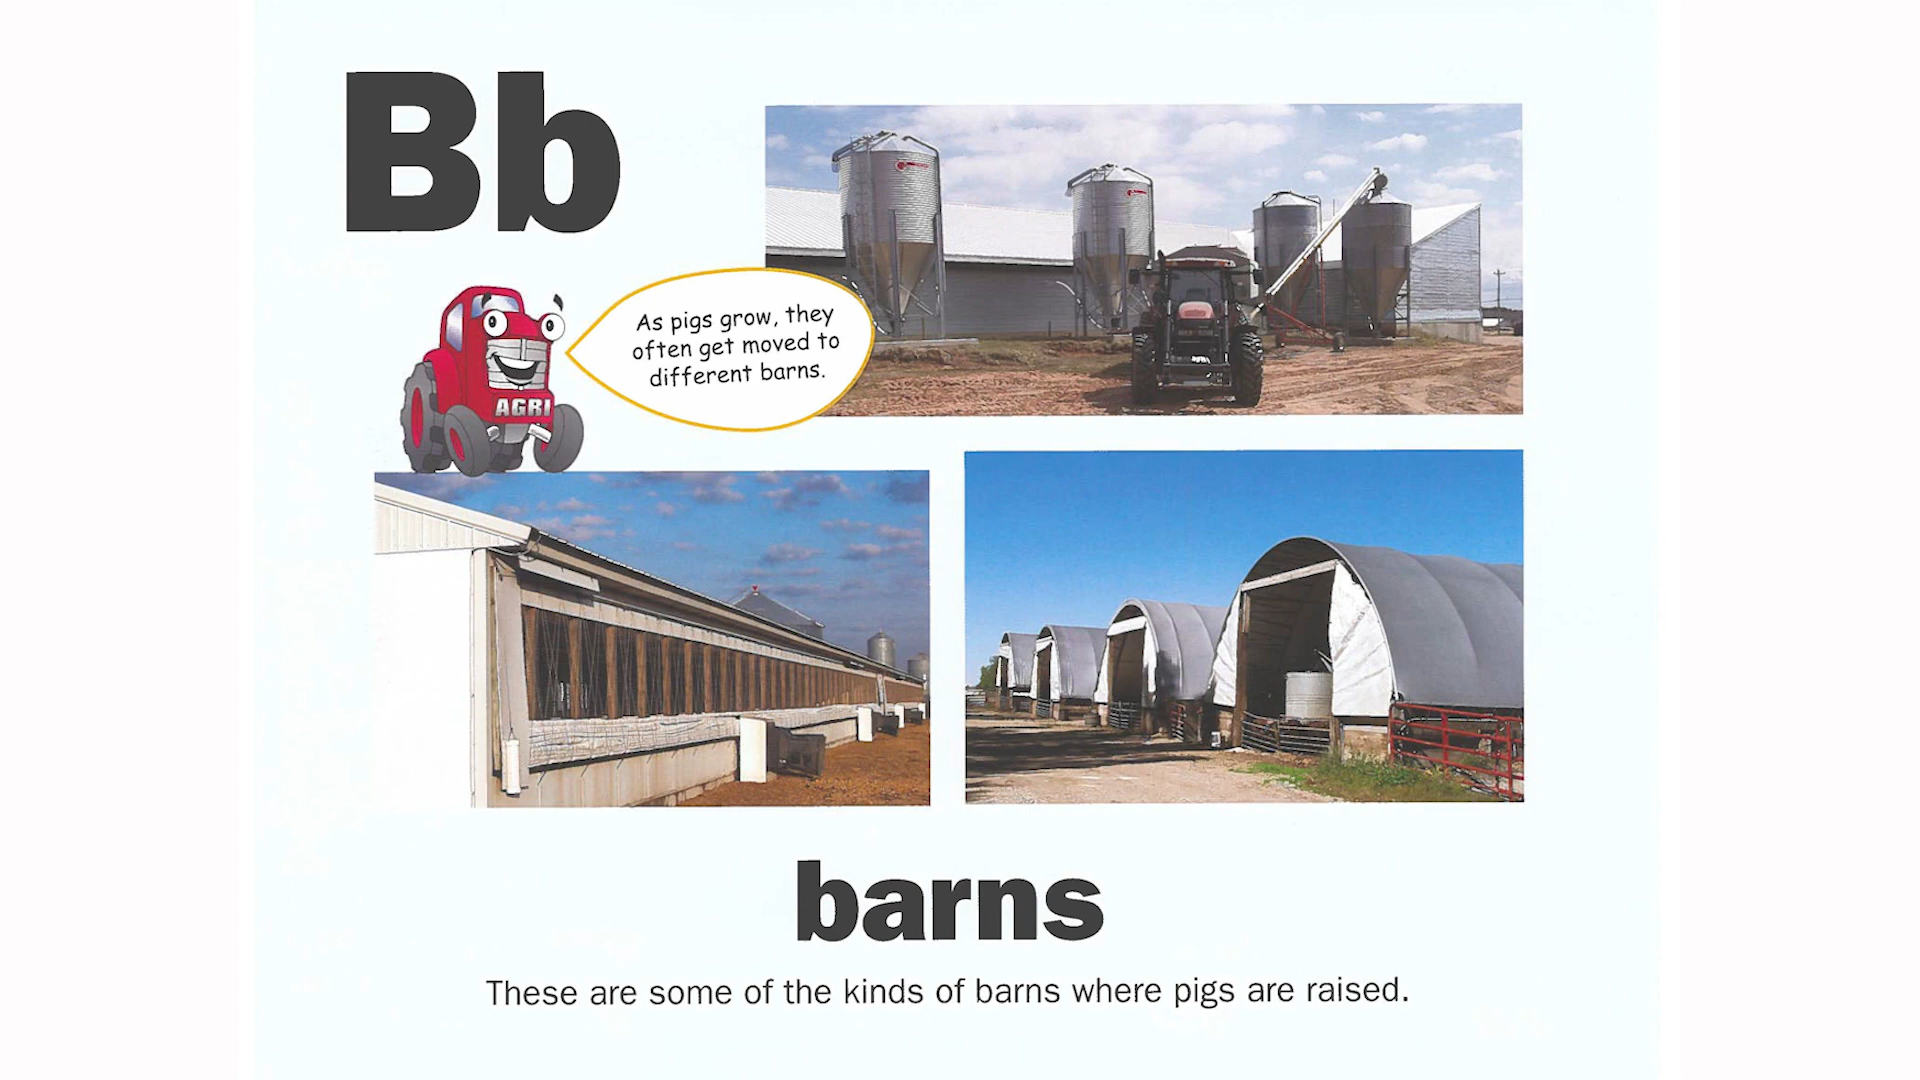 Bb
As pigs grow, they
often get moved to
different barns.
AGRI
barns
These are some of the kinds of barns where pigs are raised.